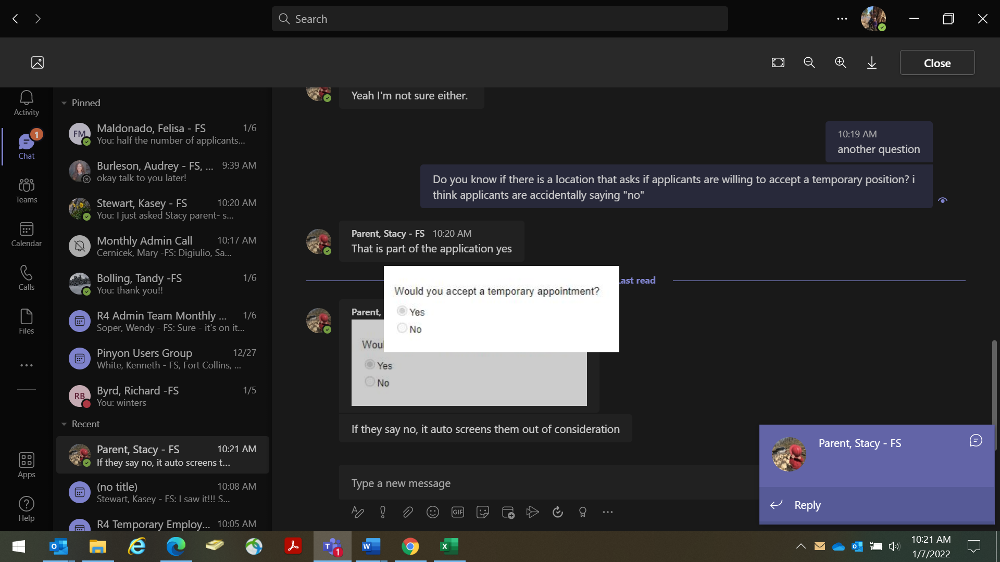 Search
Close
Activity
1
Chat
Teams
Calendar
Calls
Files
Apps
Help
Pinned
FM
Maldonado, Felisa - FS 1/6
You: half the number of applicants...
Burleson, Audrey - FS, ... 9:39 AM
okay talk to you later!
Stewart, Kasey - FS 10:20 AM
You: I just asked Stacy parent- s...
Monthly Admin Call 10:17 AM
Cernicek, Mary -FS: Digiulio, Sa...
Bolling, Tandy -FS 1/6
You: thank you!!
R4 Admin Team Monthly ... 1/6
Soper, Wendy - FS: Sure - it's on it...
Pinyon Users Group 12/27
White, Kenneth - FS, Fort Collins, ...
RB
Byrd, Richard -FS 1/5
You: winters
Recent
Parent, Stacy - FS 10:21 AM
If they say no, it auto screens t...
(no title) 10:08 AM
Stewart, Kasey - FS: I saw it!!! S...
R4 Temporary Employ... 10:05 AM
Yeah I'm not sure either.
10:19 AM
another question
Do you know if there is a location that asks if applicants are willing to accept a temporary position? i
think applicants are accidentally saying "no"
Parent, Stacy - FS 10:20 AM
That is part of the application yes
Last read
Would you accept a temporary appointment?
Yes
No
Parent,
Woul
Yes
No
If they say no, it auto screens them out of consideration
Type a new message
GIF
Parent, Stacy - FS
Reply
1
10:21 AM
1/7/2022